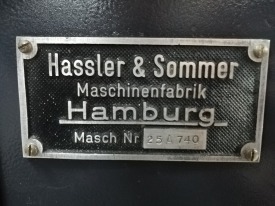 Hassler & Sommer
Maschinenfabrik
Hamburg
Masch Nr 25A740